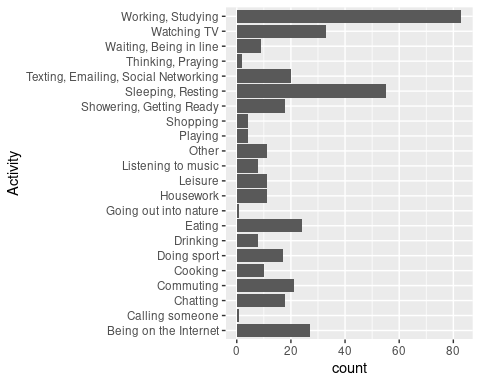 Working, Studying
Watching TV
Waiting, Being in line
Thinking, Praying
Texting, Emailing, Social Networking
Sleeping, Resting
Showering, Getting Ready
Shopping
Playing
Other
Listening to music
Leisure
Housework
Going out into nature
Eating
Drinking
Doing sport
Cooking
Commuting
Chatting
Calling someone
Being on the Internet
Activity
0 20 40 60 80
count